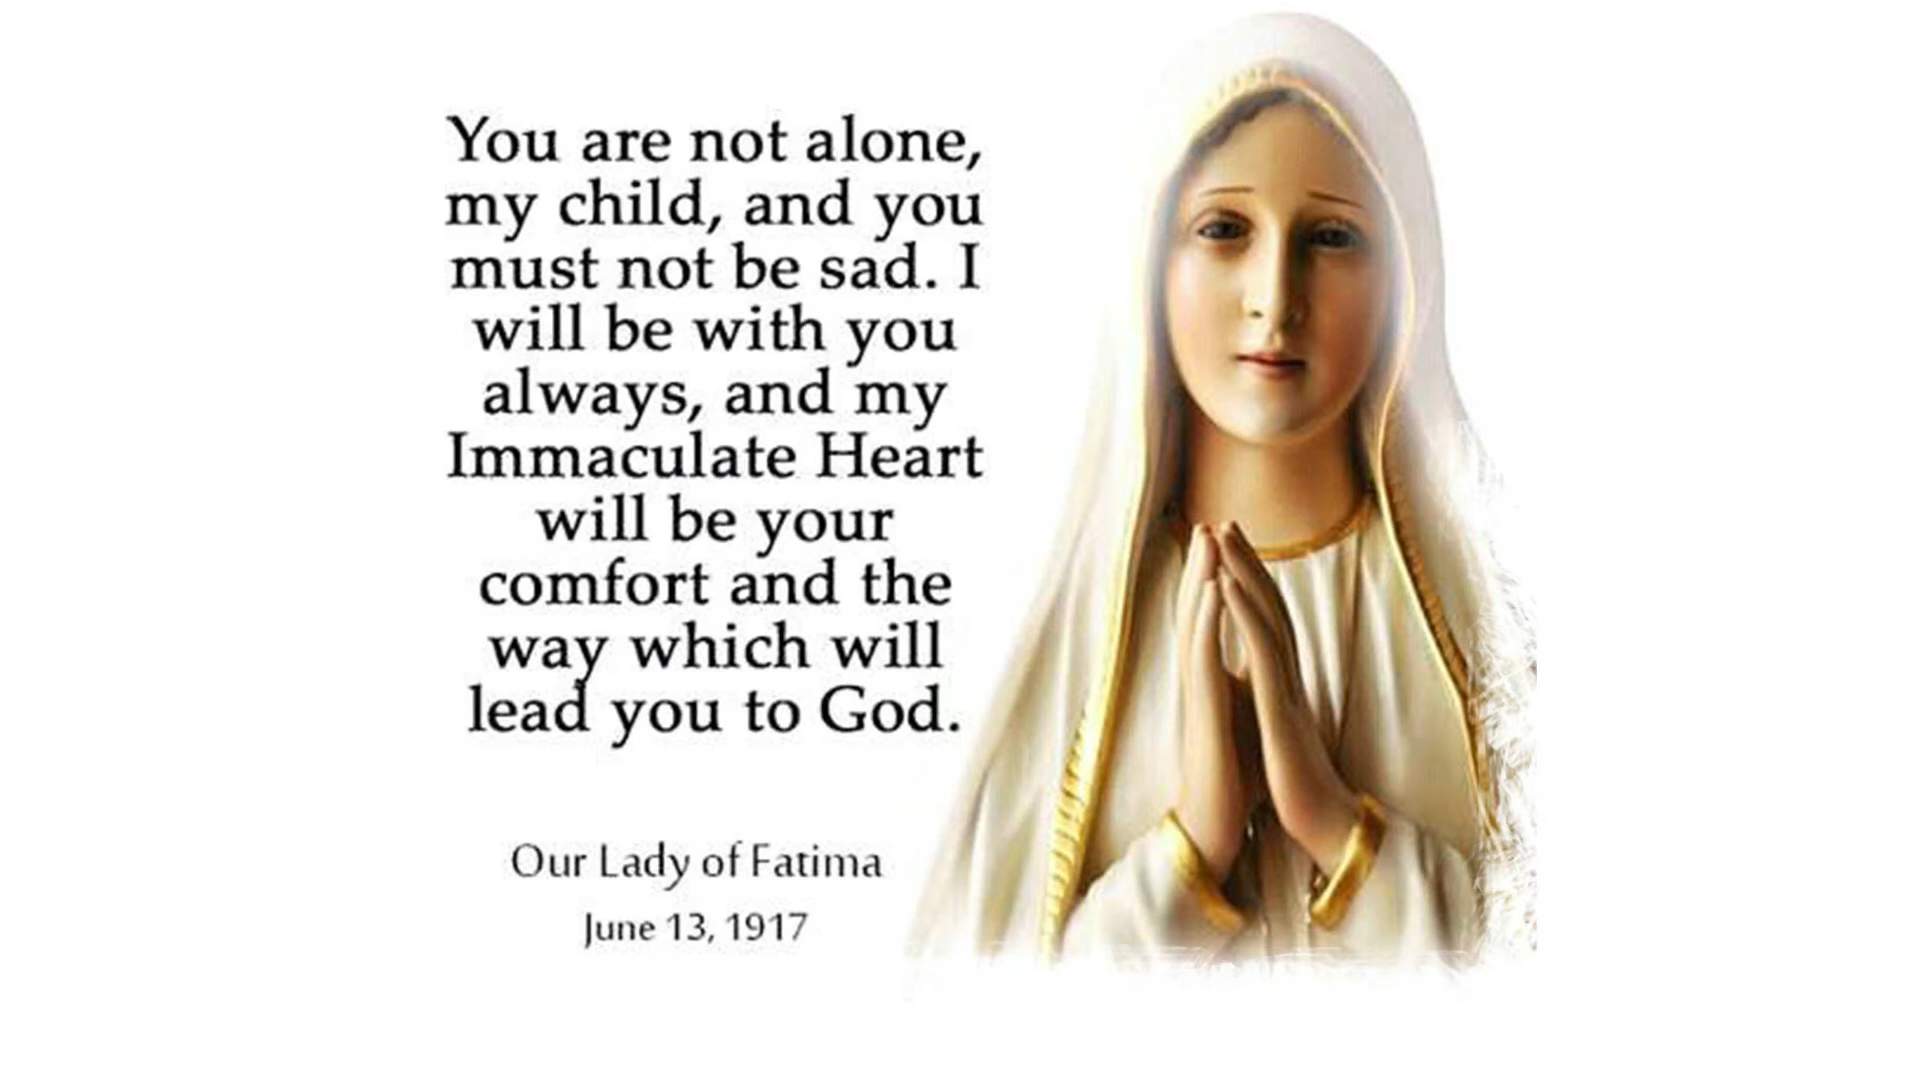 You are not alone,
my child, and you
must not be sad. I
will be with you
always, and my
Immaculate Heart
will be your
comfort and the
way which will
lead you to God.
Our Lady of Fatima
June 13, 1917